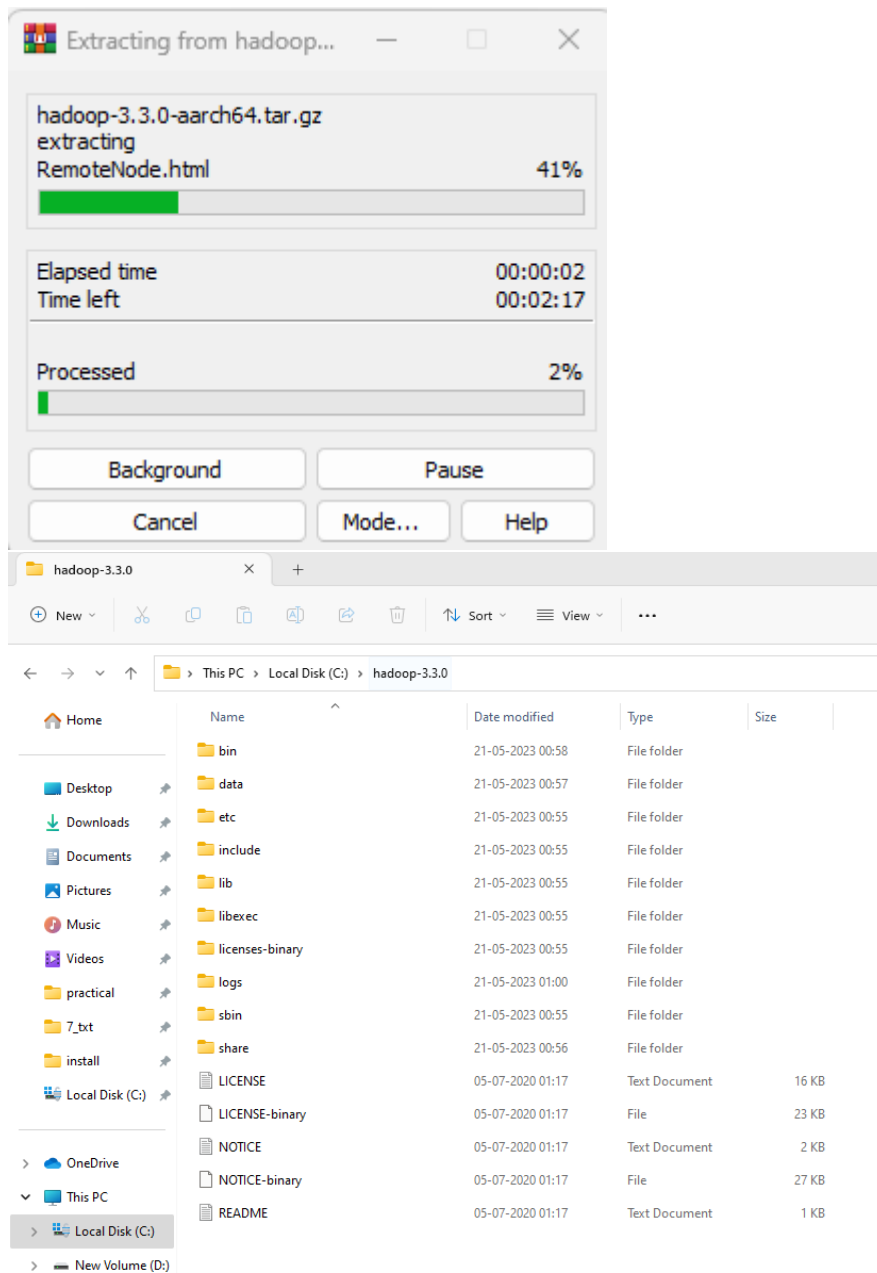 Extracting from hadoop...
hadoop-3.3.0-aarch64.tar.gz
extracting
RemoteNode.html 41%
Elapsed time 00:00:02
Time left 00:02:17
Processed 2%
Background Pause
Cancel Mode... Help
hadoop-3.3.0
New Sort View
This PC > Local Disk (C:) > hadoop-3.3.0
Home
Desktop
Downloads
Documents
Pictures
Music
Videos
practical
7_txt
install
Local Disk (C:)
OneDrive
This PC
Local Disk (C:)
New Volume (D:)
Name Date modified Type Size
bin 21-05-2023 00:58 File folder
data 21-05-2023 00:57 File folder
etc 21-05-2023 00:55 File folder
include 21-05-2023 00:55 File folder
lib 21-05-2023 00:55 File folder
libexec 21-05-2023 00:55 File folder
licenses-binary 21-05-2023 00:55 File folder
logs 21-05-2023 01:00 File folder
sbin 21-05-2023 00:55 File folder
share 21-05-2023 00:56 File folder
LICENSE 05-07-2020 01:17 Text Document 16 KB
LICENSE-binary 05-07-2020 01:17 File 23 KB
NOTICE 05-07-2020 01:17 Text Document 2 KB
NOTICE-binary 05-07-2020 01:17 File 27 KB
README 05-07-2020 01:17 Text Document 1 KB